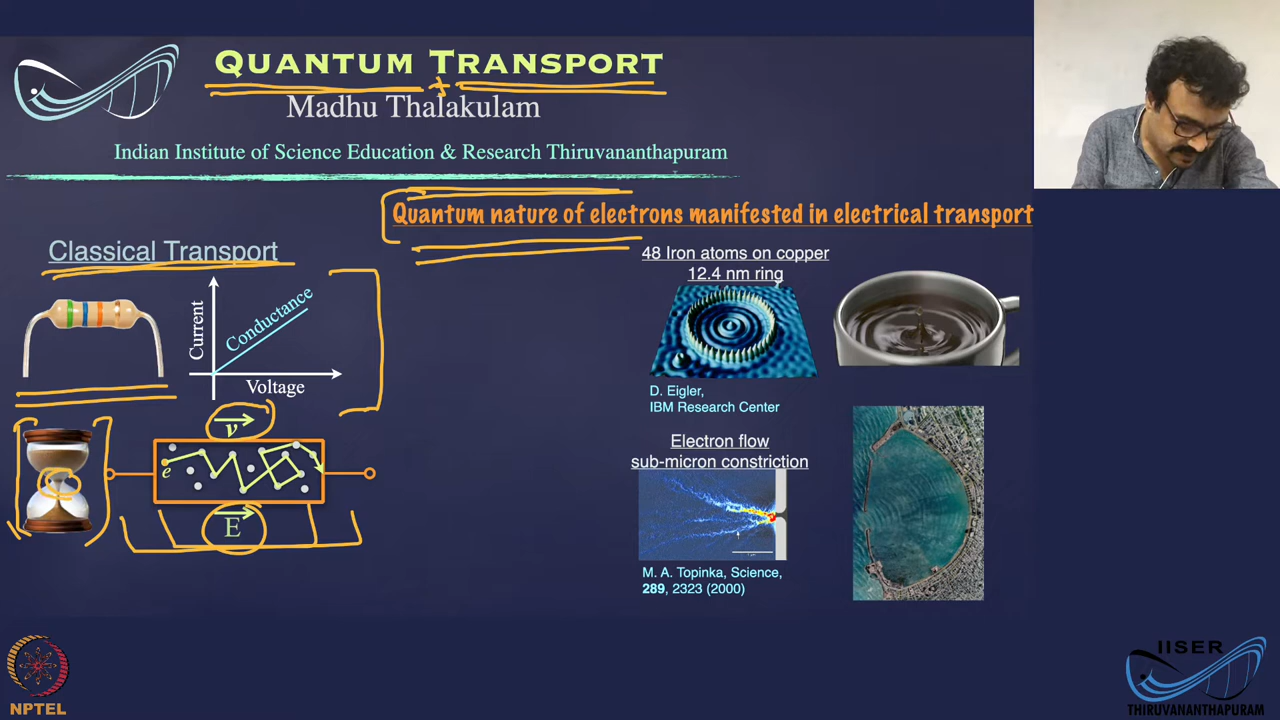 QUANTUM TRANSPORT
+
Madhu Thalakulam
Indian Institute of Science Education & Research Thiruvananthapuram
Quantum nature of electrons manifested in electrical transport
Classical Transport
Current
Conductance
Voltage
v
e
E
48 Iron atoms on copper
12.4 nm ring
D. Eigler,
IBM Research Center
Electron flow
sub-micron constriction
M. A. Topinka, Science,
289, 2323 (2000)
NPTEL
IISER
THIRUVANANTHAPURAM